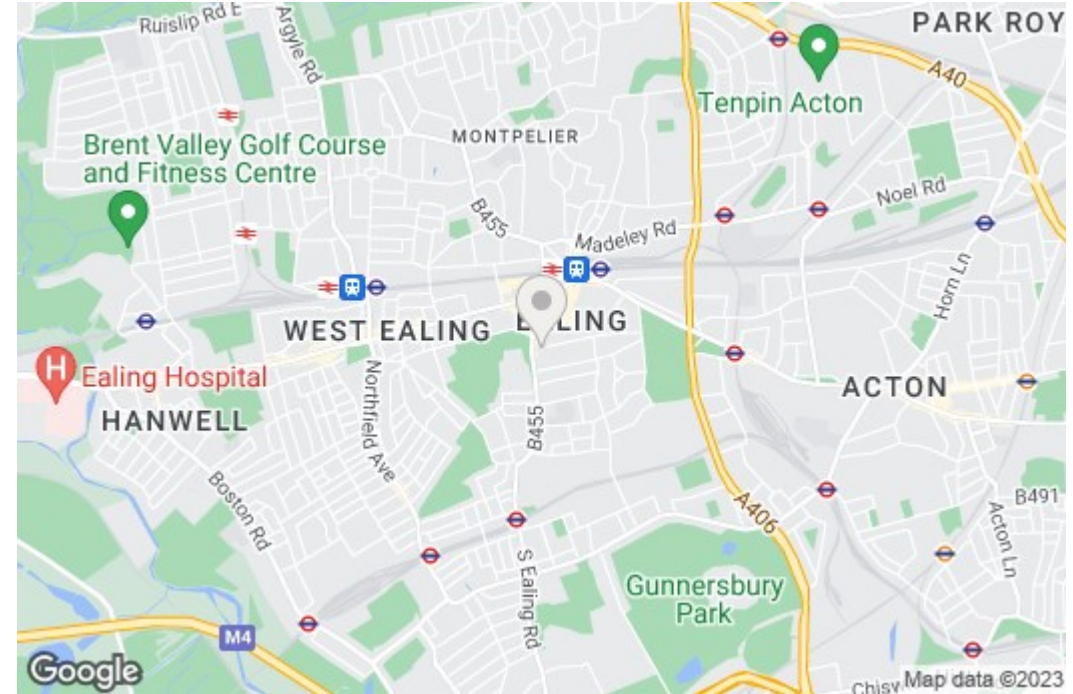 Ruislip Rd E
Argyle Rd
PARK ROY
A40
Tenpin Acton
MONTPELIER
Brent Valley Golf Course
and Fitness Centre
Noel Rd
B455
Madeley Rd
Horn Ln
WEST EALING
LING
H
Ealing Hospital
ACTON
HANWELL
Northfield Ave
B455
Boston Rd
A406
B491
Acton Ln
S Ealing Rd
Gunnersbury
Park
M4
Google
Chisw
Map data ©2023